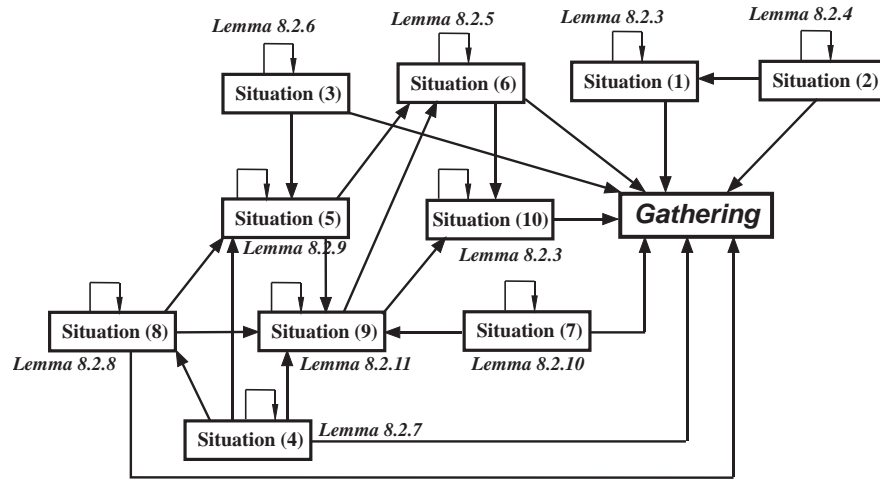 Lemma 8.2.6
Lemma 8.2.5
Lemma 8.2.3
Lemma 8.2.4
Situation (3)
Situation (6)
Situation (1)
Situation (2)
Situation (5)
Situation (10)
Gathering
Lemma 8.2.9
Lemma 8.2.3
Situation (8)
Situation (9)
Situation (7)
Lemma 8.2.8
Lemma 8.2.11
Lemma 8.2.10
Situation (4)
Lemma 8.2.7